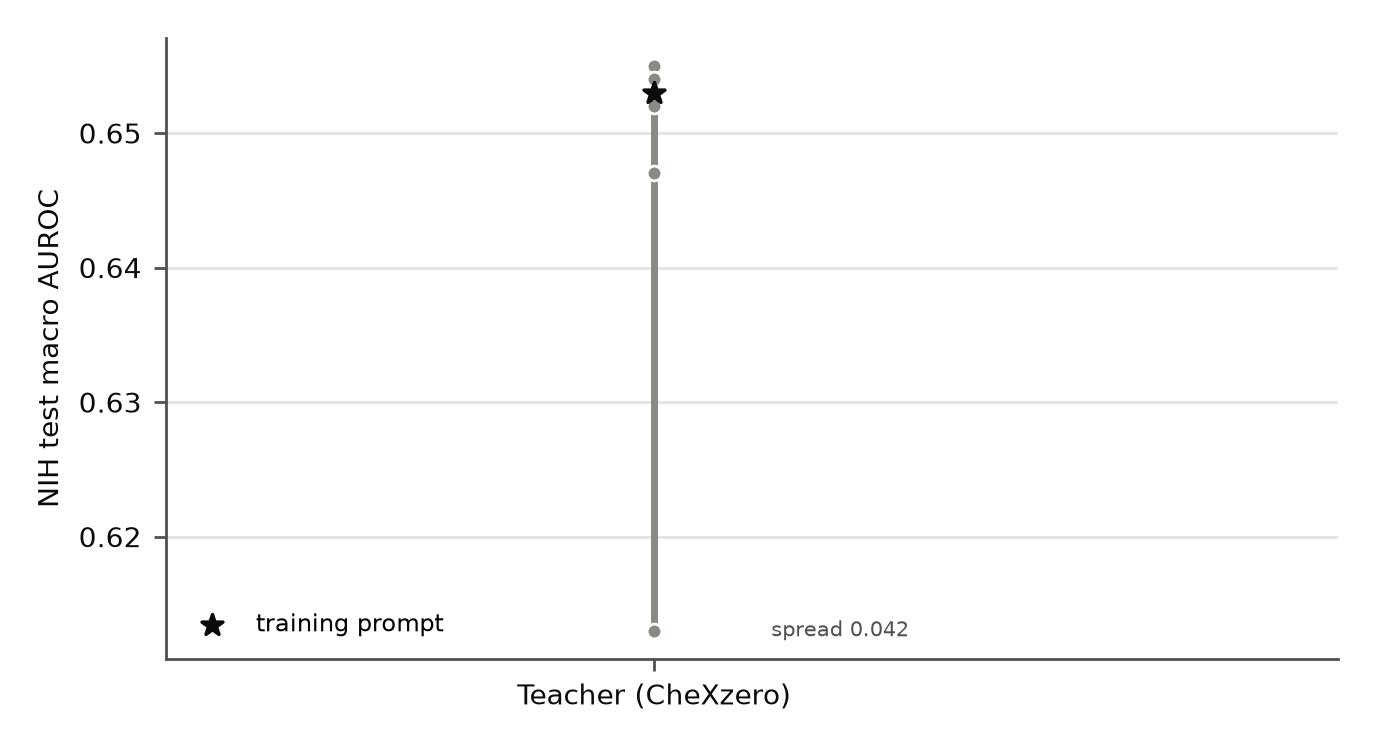 NIH test macro AUROC
0.65
0.64
0.63
0.62
training prompt
spread 0.042
Teacher (CheXzero)